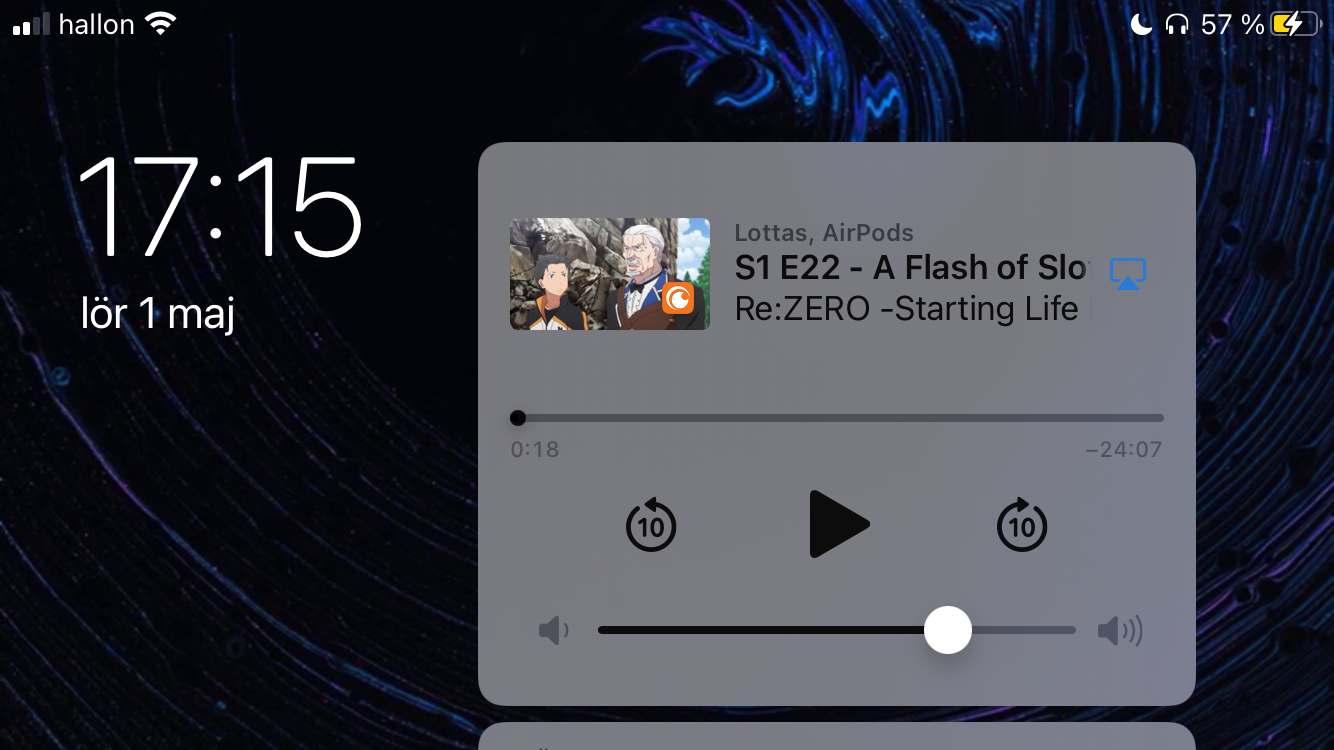 hallon
57 %
17:15
lör 1 maj
Lottas, AirPods
S1 E22 - A Flash of Slo
Re:ZERO -Starting Life
0:18
−24:07
10
10